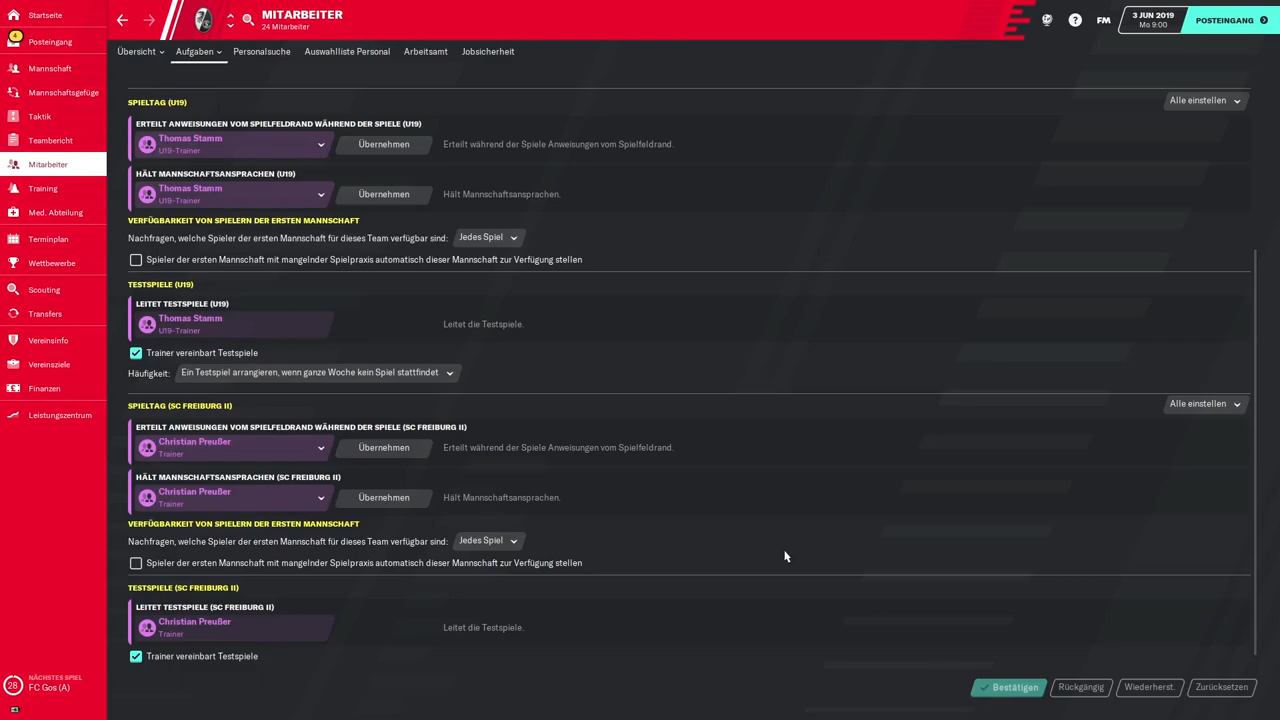 Startseite
4
Posteingang
Mannschaft
Mannschaftsgefüge
Taktik
Teambericht
Mitarbeiter
Training
Med. Abteilung
Terminplan
Wettbewerbe
Scouting
Transfers
Vereinsinfo
Vereinsziele
Finanzen
Leistungszentrum
28
NÄCHSTES SPIEL
FC Gos (A)
MITARBEITER
24 Mitarbeiter
?
FM
3 JUN 2019
Mo 9:00
POSTEINGANG
Übersicht Aufgaben Personalsuche Auswahlliste Personal Arbeitsamt Jobsicherheit
SPIELTAG (U19)
Alle einstellen
ERTEILT ANWEISUNGEN VOM SPIELFELDRAND WÄHREND DER SPIELE (U19)
Thomas Stamm
U19-Trainer
Übernehmen
Erteilt während der Spiele Anweisungen vom Spielfeldrand.
HÄLT MANNSCHAFTSANSPRACHEN (U19)
Thomas Stamm
U19-Trainer
Übernehmen
Hält Mannschaftsansprachen.
VERFÜGBARKEIT VON SPIELERN DER ERSTEN MANNSCHAFT
Nachfragen, welche Spieler der ersten Mannschaft für dieses Team verfügbar sind: Jedes Spiel
Spieler der ersten Mannschaft mit mangelnder Spielpraxis automatisch dieser Mannschaft zur Verfügung stellen
TESTSPIELE (U19)
LEITET TESTSPIELE (U19)
Thomas Stamm
U19-Trainer
Leitet die Testspiele.
Trainer vereinbart Testspiele
Häufigkeit: Ein Testspiel arrangieren, wenn ganze Woche kein Spiel stattfindet
SPIELTAG (SC FREIBURG II)
Alle einstellen
ERTEILT ANWEISUNGEN VOM SPIELFELDRAND WÄHREND DER SPIELE (SC FREIBURG II)
Christian Preußer
Trainer
Übernehmen
Erteilt während der Spiele Anweisungen vom Spielfeldrand.
HÄLT MANNSCHAFTSANSPRACHEN (SC FREIBURG II)
Christian Preußer
Trainer
Übernehmen
Hält Mannschaftsansprachen.
VERFÜGBARKEIT VON SPIELERN DER ERSTEN MANNSCHAFT
Nachfragen, welche Spieler der ersten Mannschaft für dieses Team verfügbar sind: Jedes Spiel
Spieler der ersten Mannschaft mit mangelnder Spielpraxis automatisch dieser Mannschaft zur Verfügung stellen
TESTSPIELE (SC FREIBURG II)
LEITET TESTSPIELE (SC FREIBURG II)
Christian Preußer
Trainer
Leitet die Testspiele.
Trainer vereinbart Testspiele
Bestätigen Rückgängig Wiederherst. Zurücksetzen